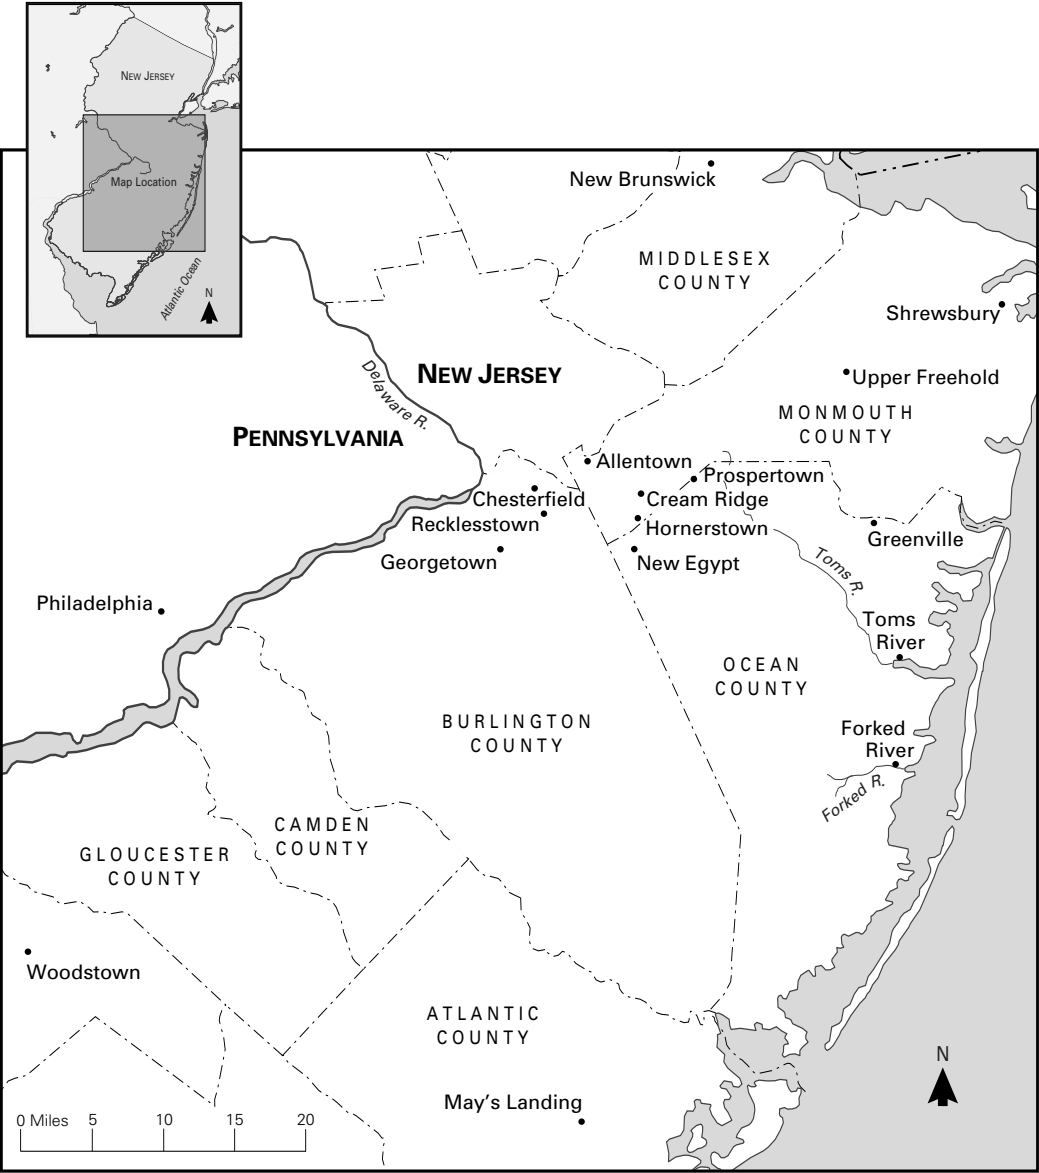 NEW JERSEY
Map Location
Atlantic Ocean
N
New Brunswick
MIDDLESEX
COUNTY
Shrewsbury
Delaware R.
NEW JERSEY
Upper Freehold
PENNSYLVANIA
MONMOUTH
COUNTY
Allentown
Prospertown
Chesterfield
Cream Ridge
Recklesstown
Hornerstown
Greenville
Georgetown
New Egypt
Toms R.
Philadelphia
Toms
River
OCEAN
COUNTY
BURLINGTON
COUNTY
Forked
River
Forked R.
CAMDEN
COUNTY
GLOUCESTER
COUNTY
Woodstown
ATLANTIC
COUNTY
N
May's Landing
0 Miles 5 10 15 20